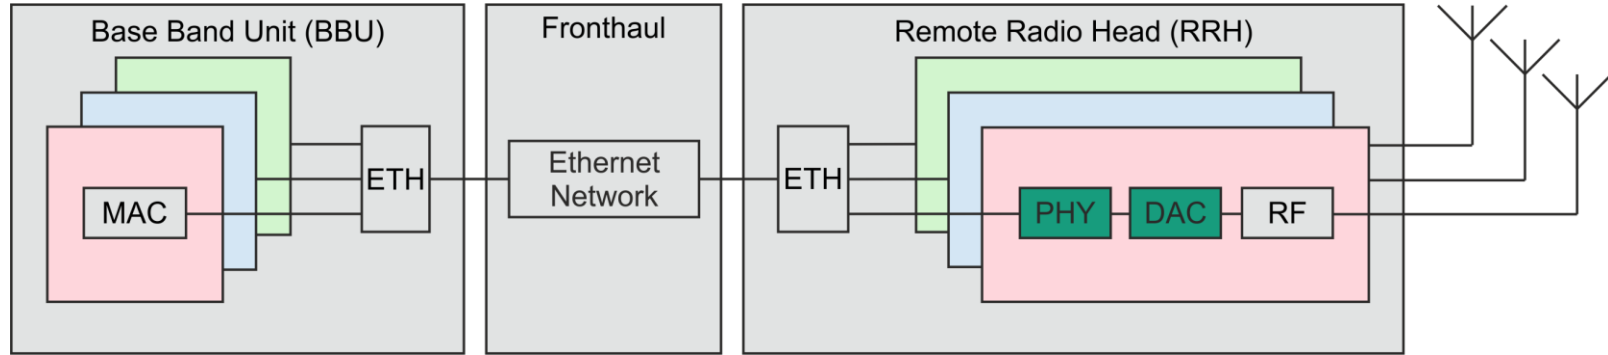 Base Band Unit (BBU)
MAC
ETH
Fronthaul
Ethernet
Network
Remote Radio Head (RRH)
ETH
PHY
DAC
RF